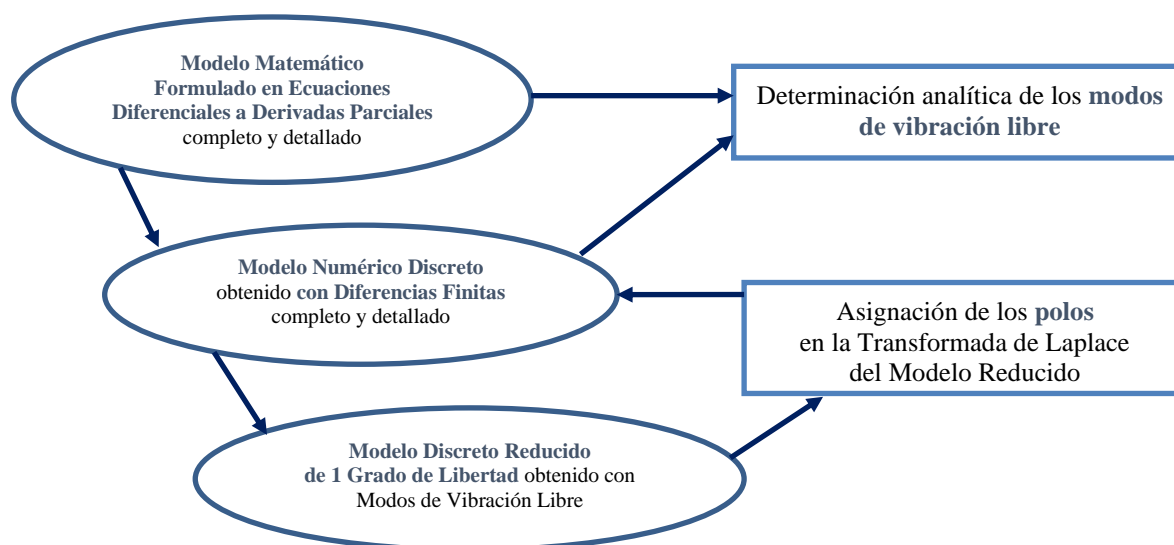 Modelo Matemático
Formulado en Ecuaciones
Diferenciales a Derivadas Parciales
completo y detallado
Determinación analítica de los modos
de vibración libre
Modelo Numérico Discreto
obtenido con Diferencias Finitas
completo y detallado
Asignación de los polos
en la Transformada de Laplace
del Modelo Reducido
Modelo Discreto Reducido
de 1 Grado de Libertad obtenido con
Modos de Vibración Libre